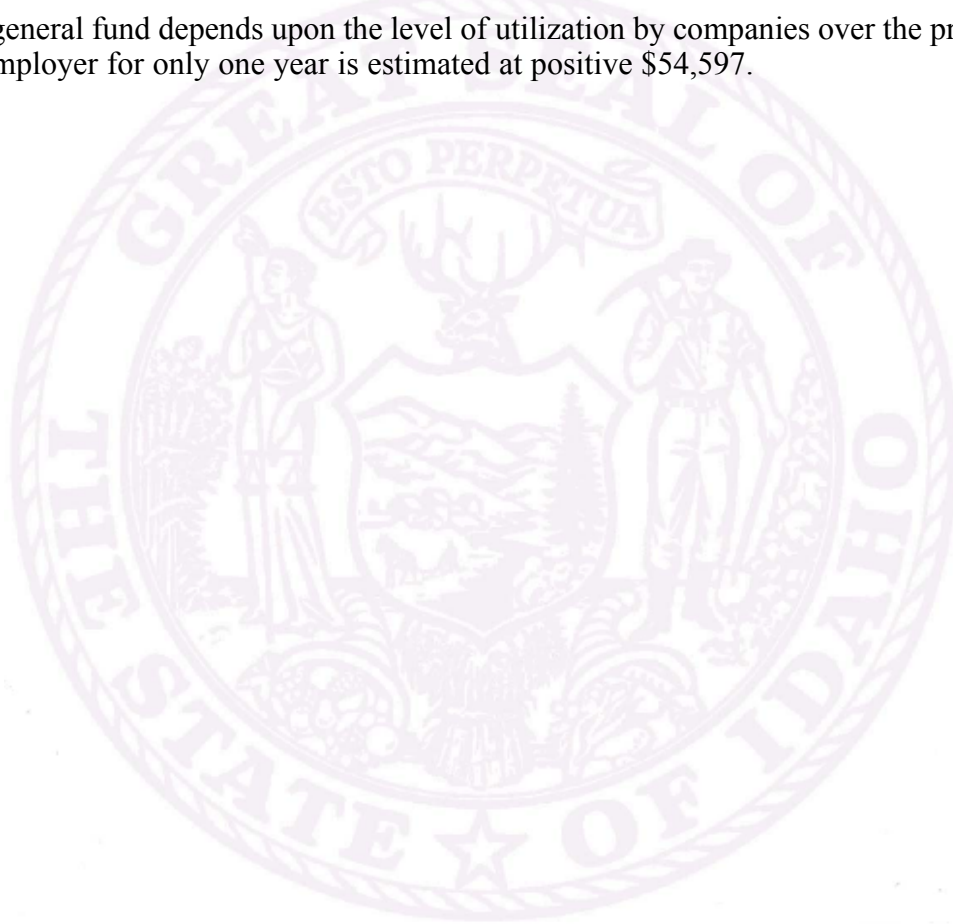 general fund depends upon the level of utilization by companies over the pr
mployer for only one year is estimated at positive $54,597.
GREAT SEAL OF
ESTO PERPETUA
THE STATE OF IDAHO